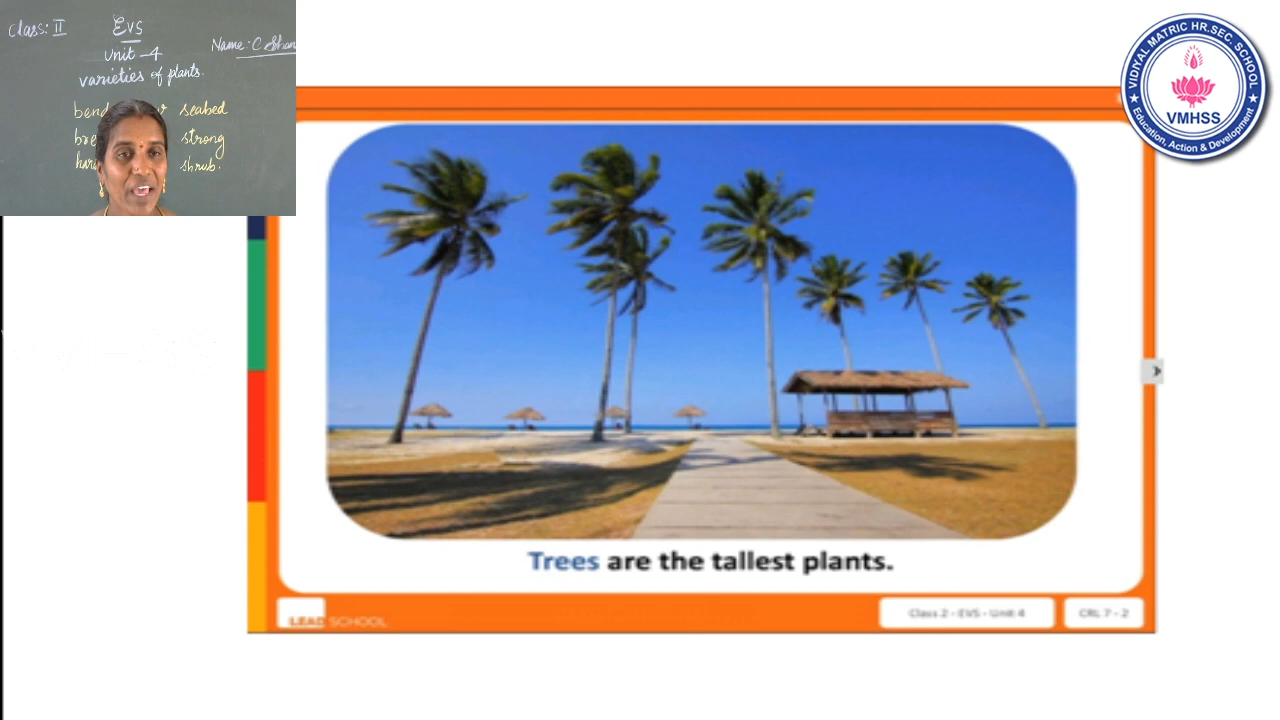 Class: II
EVS
Unit - 4
Name: C
varieties of plants.
seabed
strong
shrub.
VIDIYAL MATRIC HR.SEC. SCHOOL
VMHSS
★ Education, Action & Development ★
Trees are the tallest plants.
LEAD SCHOOL
Class 2 - EVS - Unit 4
CRL 7 - 2